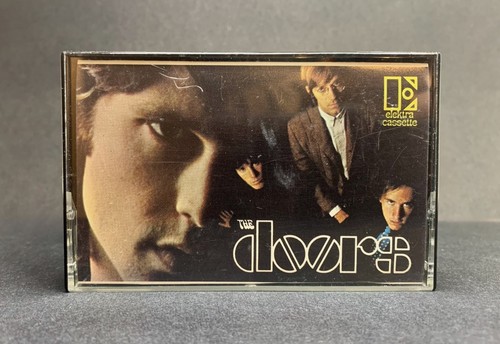 elektra
cassette
THE
doors